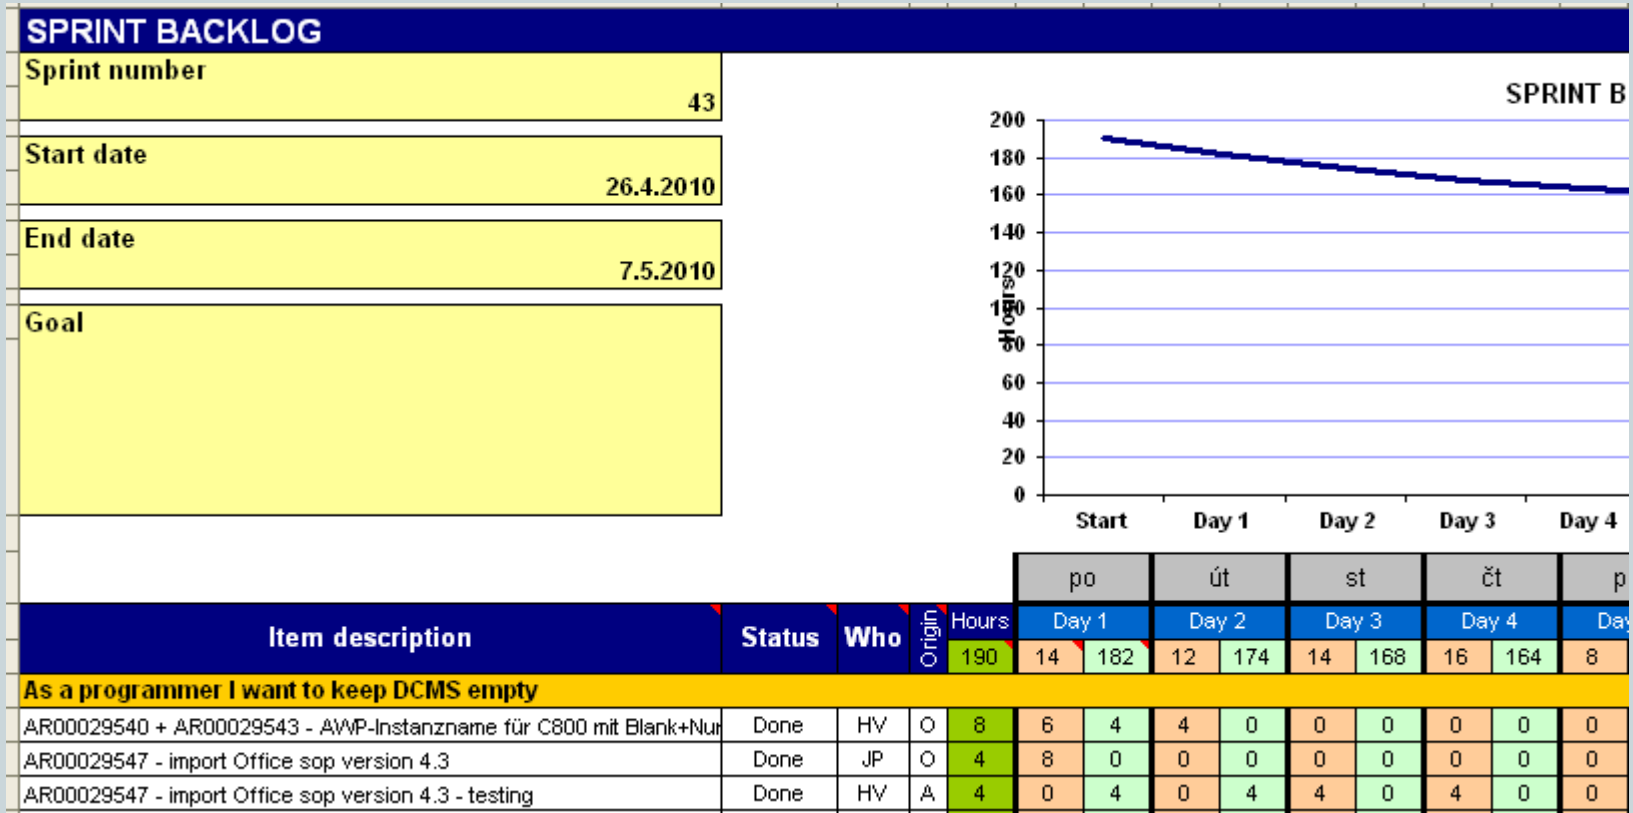 SPRINT BACKLOG
Sprint number
43
Start date
26.4.2010
End date
7.5.2010
Goal
SPRINT B
Hours
200
180
160
140
120
100
80
60
40
20
0
Start Day 1 Day 2 Day 3 Day 4
po út st čt p
Item description Status Who Origin Hours Day 1 Day 2 Day 3 Day 4 Day
190 14 182 12 174 14 168 16 164 8
As a programmer I want to keep DCMS empty
AR00029540 + AR00029543 - AWP-Instanzname für C800 mit Blank+Nur Done HV O 8 6 4 4 0 0 0 0 0 0
AR00029547 - import Office sop version 4.3 Done JP O 4 8 0 0 0 0 0 0 0 0
AR00029547 - import Office sop version 4.3 - testing Done HV A 4 0 4 0 4 4 0 4 0 0